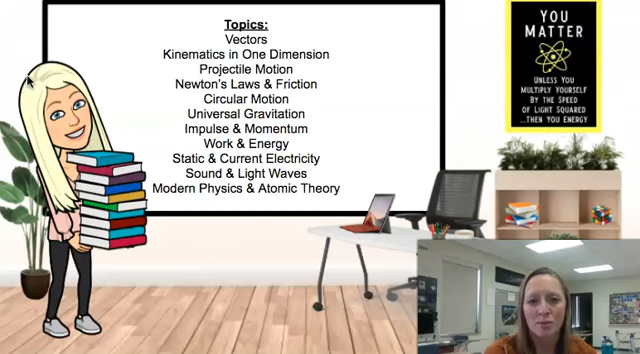 Topics:
Vectors
Kinematics in One Dimension
Projectile Motion
Newton's Laws & Friction
Circular Motion
Universal Gravitation
Impulse & Momentum
Work & Energy
Static & Current Electricity
Sound & Light Waves
Modern Physics & Atomic Theory
YOU
MATTER
UNLESS YOU
MULTIPLY YOURSELF
BY THE SPEED
OF LIGHT SQUARED
...THEN YOU ENERGY